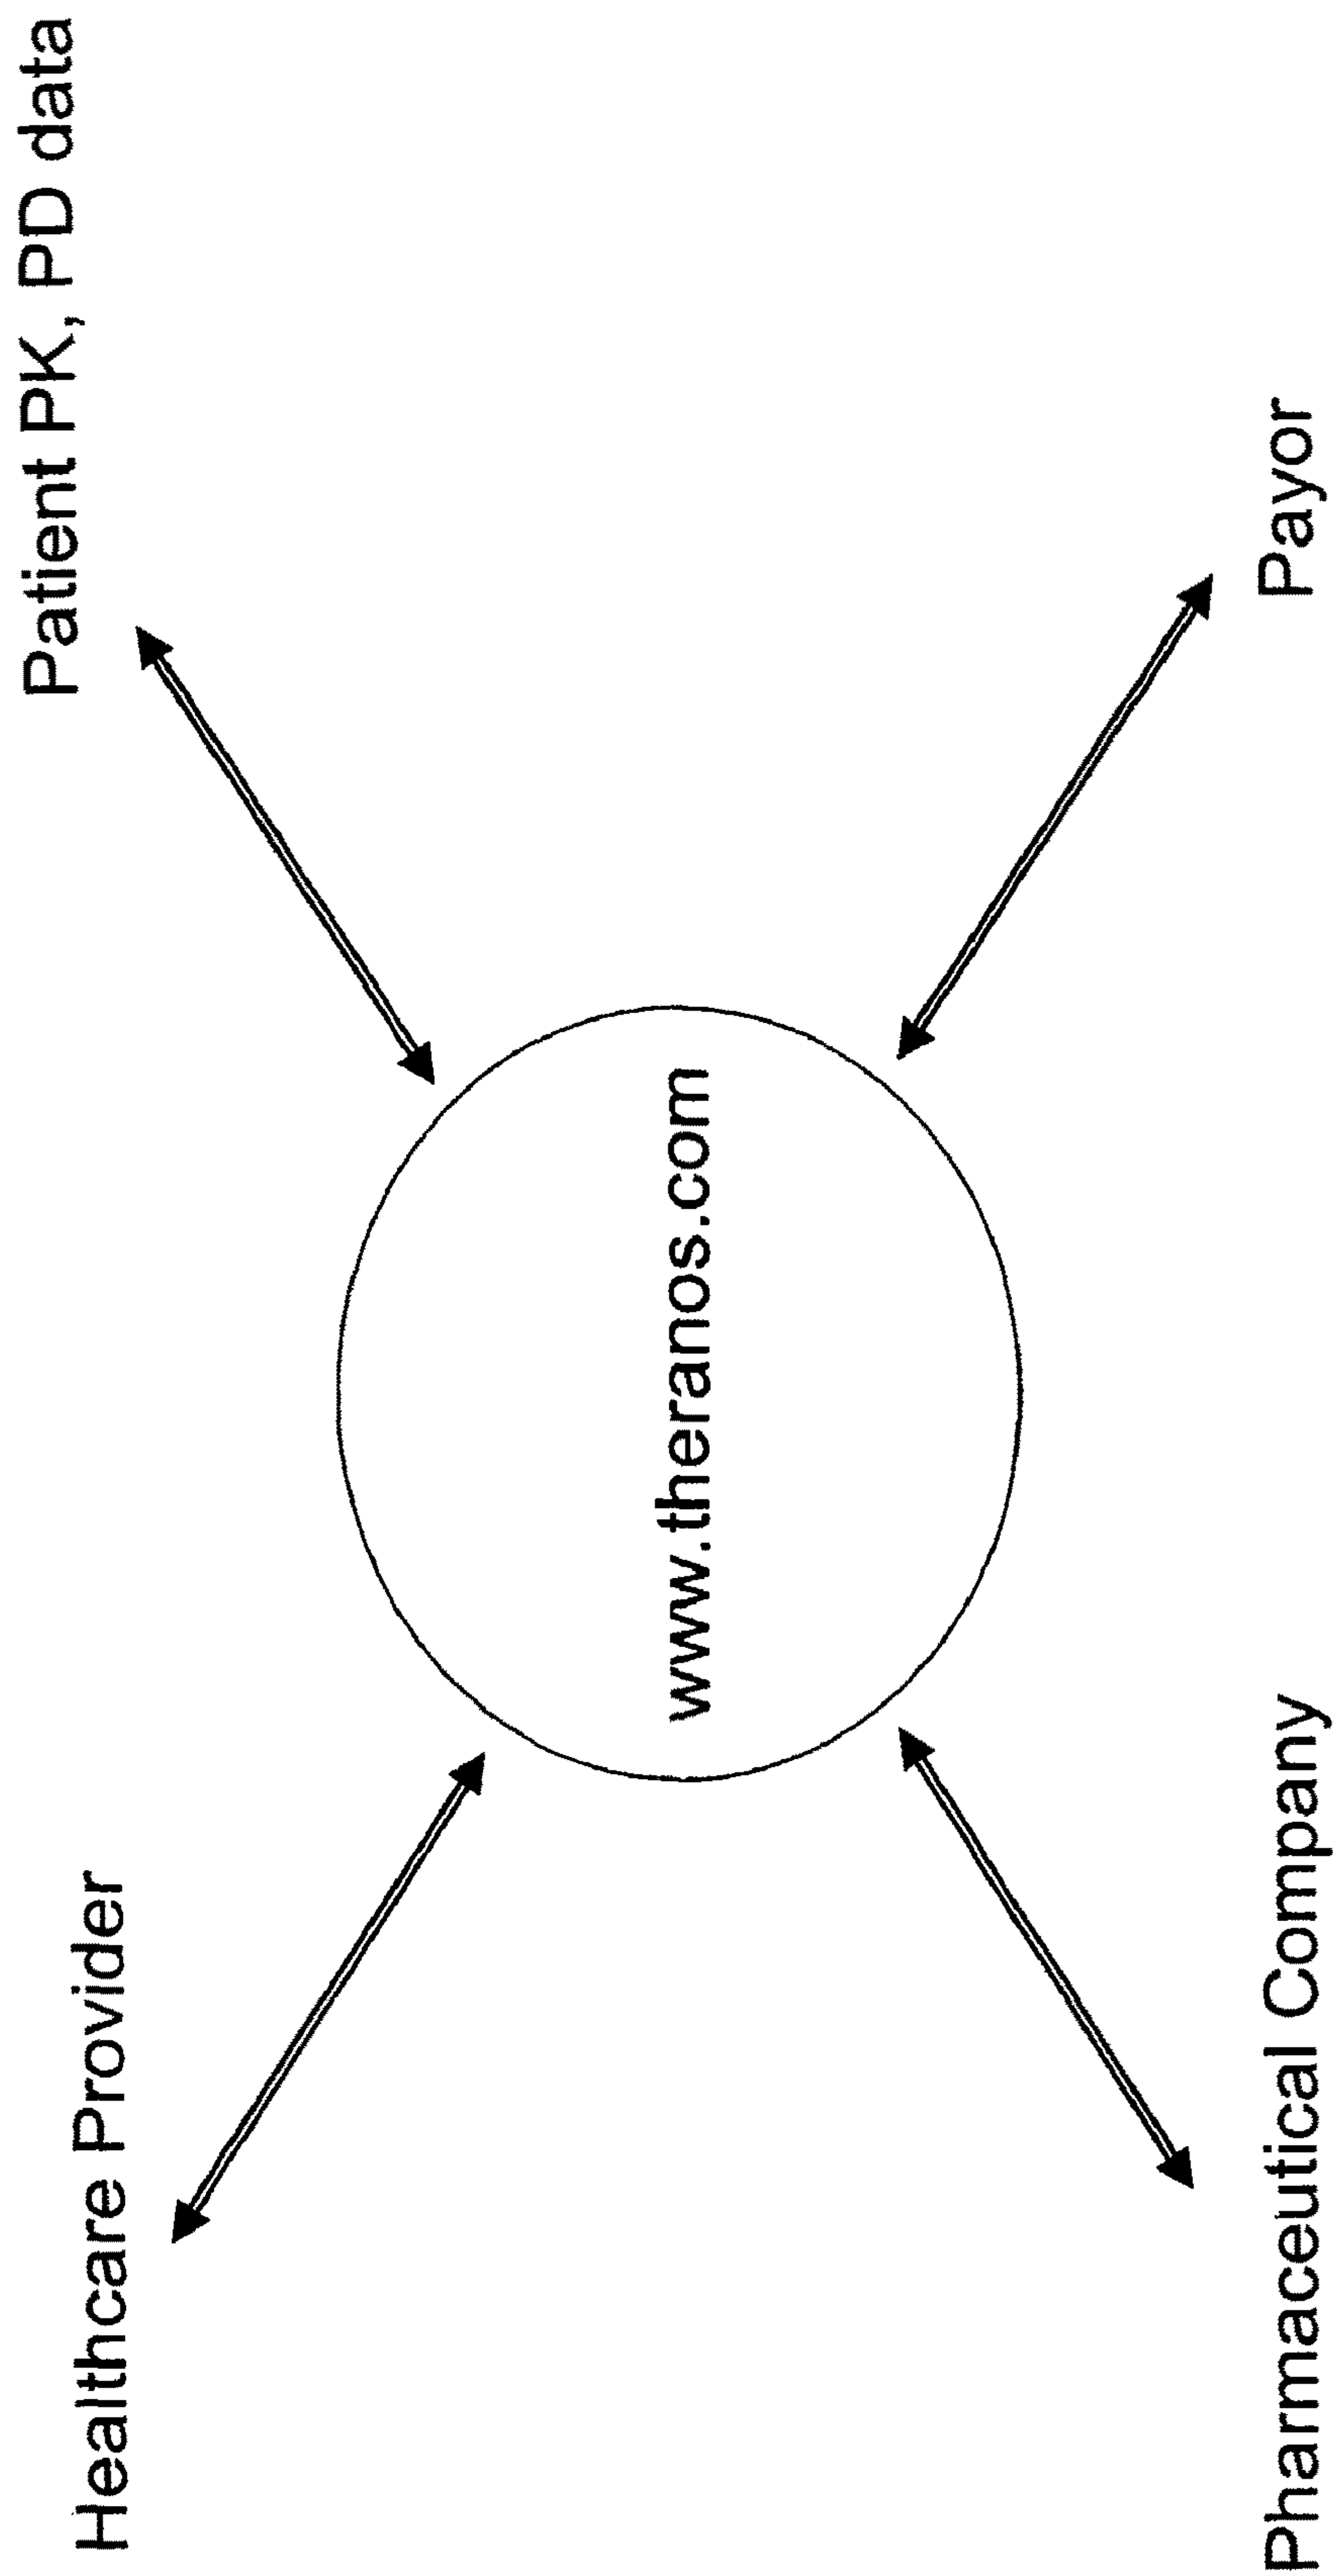 Healthcare Provider
Patient PK, PD data
www.theranos.com
Pharmaceutical Company
Payor